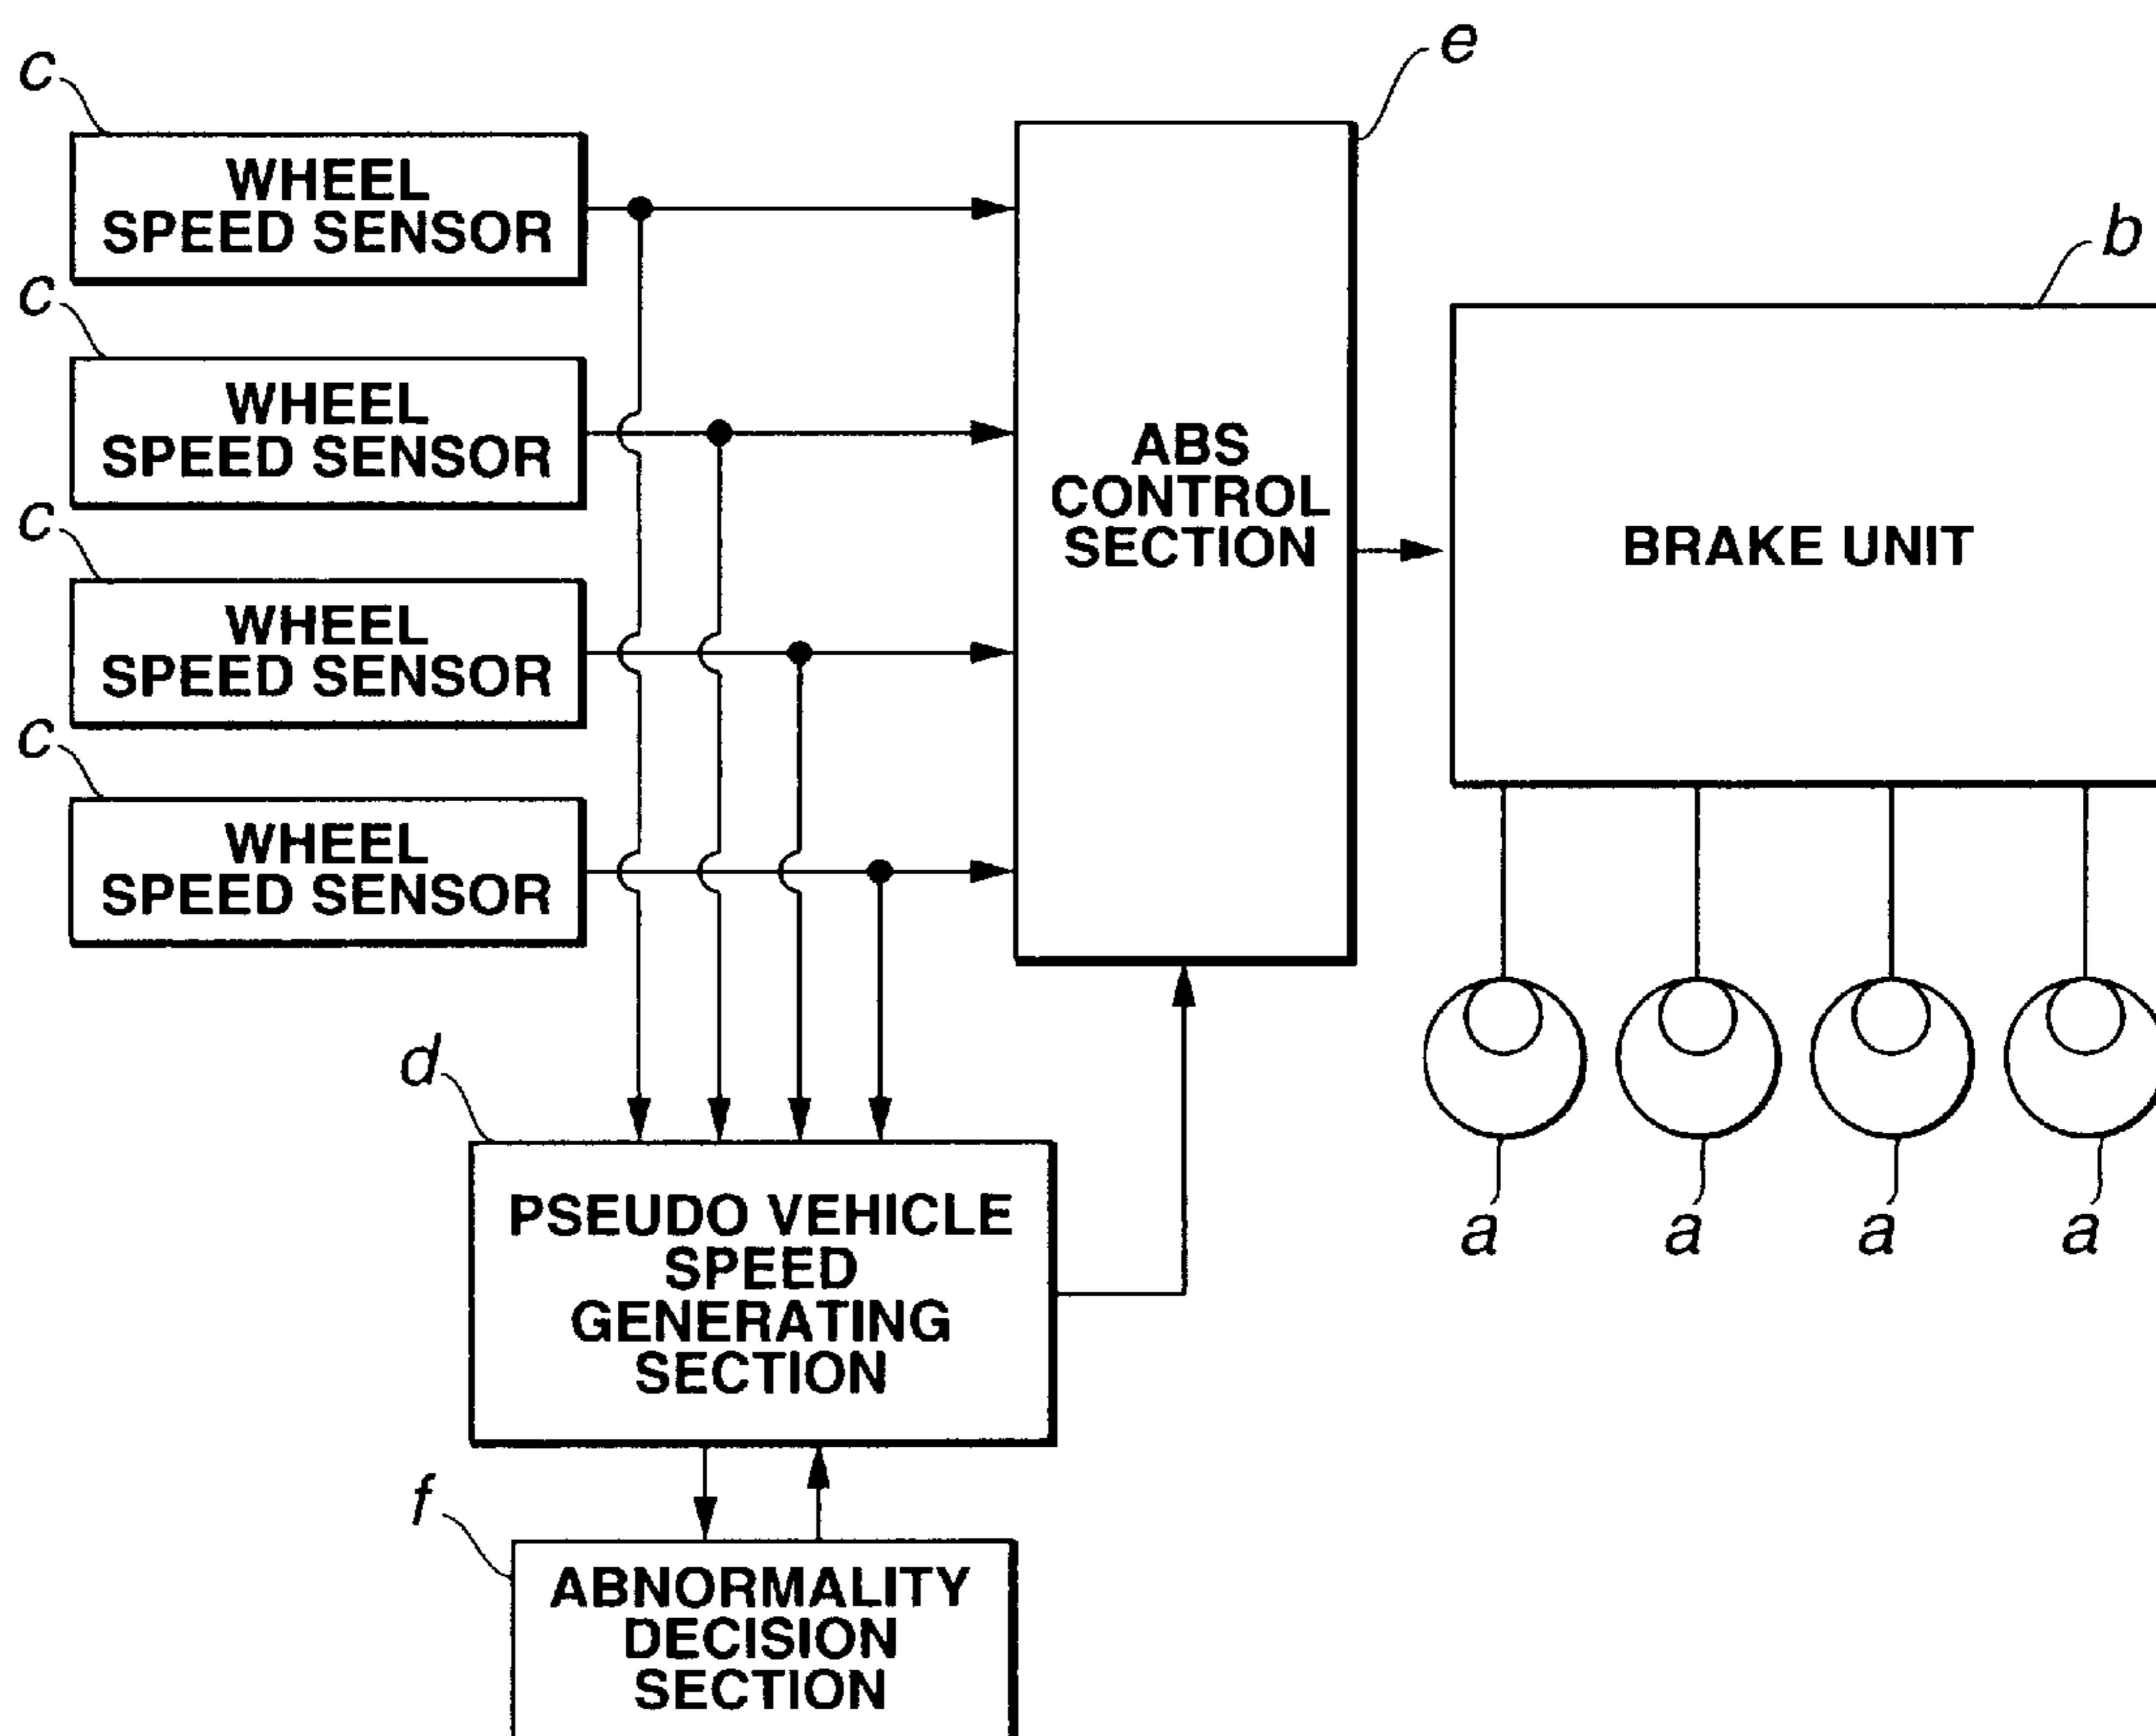 e
c
WHEEL
SPEED SENSOR
b
c
WHEEL
SPEED SENSOR
ABS
CONTROL
SECTION
BRAKE UNIT
c
WHEEL
SPEED SENSOR
c
WHEEL
SPEED SENSOR
d
PSEUDO VEHICLE
SPEED
GENERATING
SECTION
a a a a
f
ABNORMALITY
DECISION
SECTION